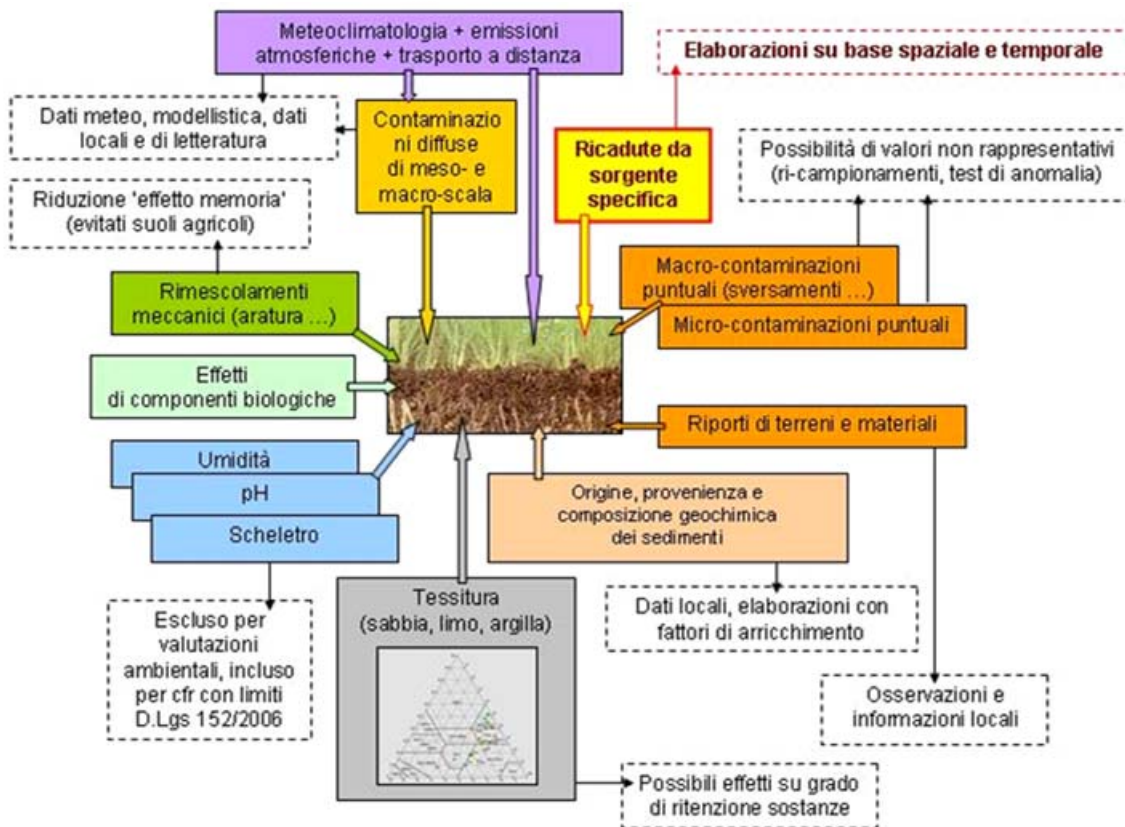 Meteoclimatologia + emissioni
atmosferiche + trasporto a distanza
Elaborazioni su base spaziale e temporale
Dati meteo, modellistica, dati
locali e di letteratura
Contaminazio
ni diffuse
di meso- e
macro-scala
Ricadute da
sorgente
specifica
Possibilità di valori non rappresentativi
(ri-campionamenti, test di anomalia)
Riduzione 'effetto memoria'
(evitati suoli agricoli)
Rimescolamenti
meccanici (aratura ...)
Macro-contaminazioni
puntuali (sversamenti ...)
Micro-contaminazioni puntuali
Effetti
di componenti biologiche
Riporti di terreni e materiali
Umidità
pH
Scheletro
Origine, provenienza e
composizione geochimica
dei sedimenti
Tessitura
(sabbia, limo, argilla)
Escluso per
valutazioni
ambientali, incluso
per cfr con limiti
D.Lgs 152/2006
Dati locali, elaborazioni con
fattori di arricchimento
Osservazioni e
informazioni locali
Possibili effetti su grado
di ritenzione sostanze